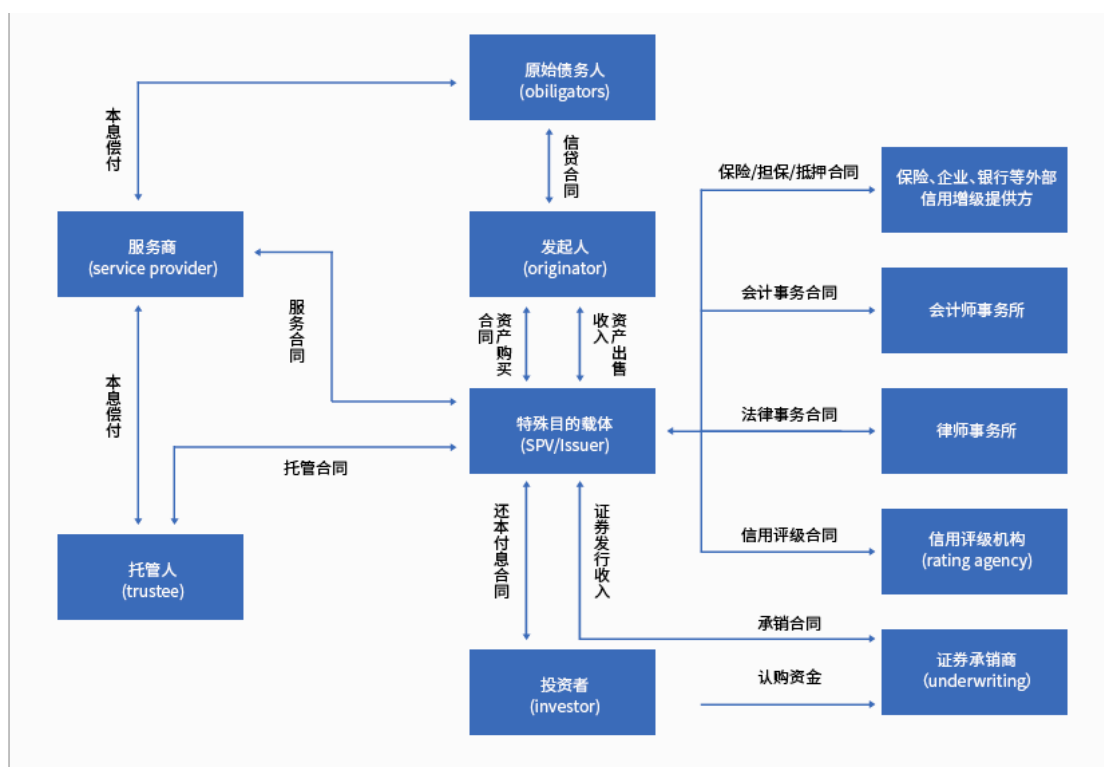 原始债务人
(obiligators)
本息偿付
信贷合同
保险/担保/抵押合同
保险、企业、银行等外部
信用增级提供方
服务商
(service provider)
发起人
(originator)
服务合同
资产购买
合同
资产出售
收入
会计事务合同
会计师事务所
本息偿付
特殊目的载体
(SPV/Issuer)
法律事务合同
律师事务所
托管合同
还本付息合同
证券发行收入
信用评级合同
信用评级机构
(rating agency)
托管人
(trustee)
承销合同
证券承销商
(underwriting)
投资者
(investor)
认购资金